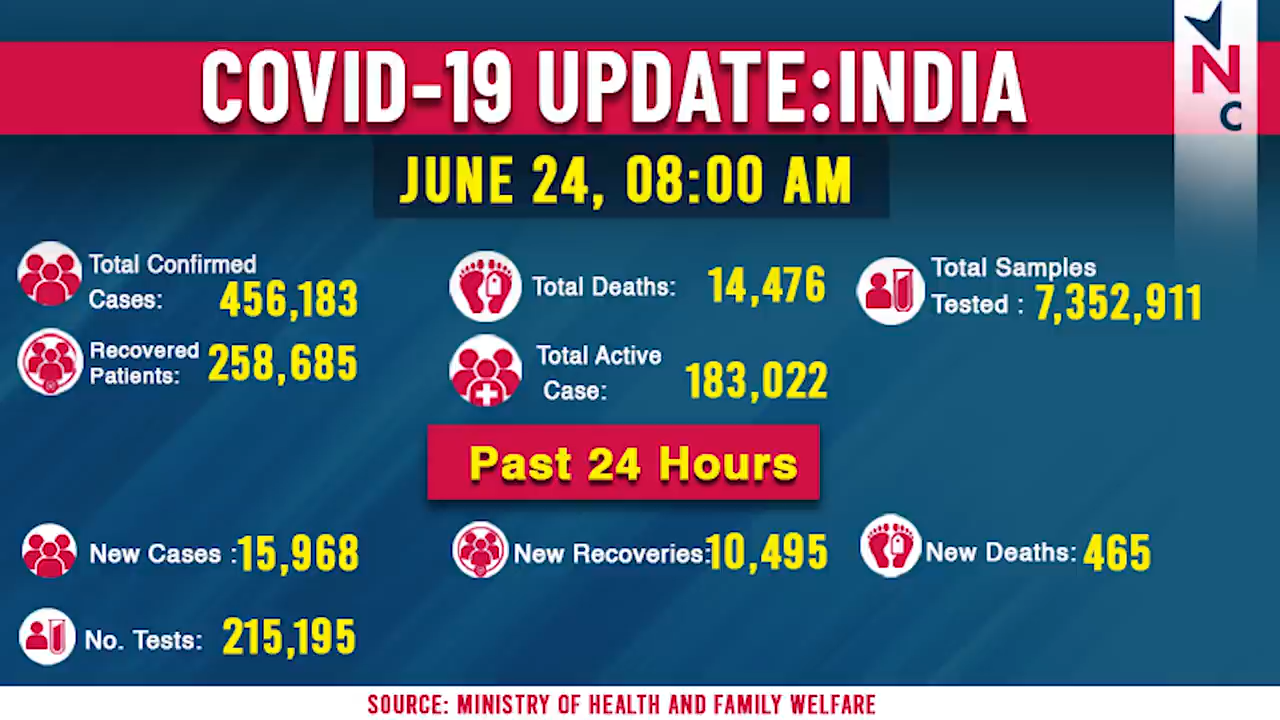 COVID-19 UPDATE:INDIA
N
C
JUNE 24, 08:00 AM
Total Confirmed
Cases: 456,183
Total Deaths: 14,476
Total Samples
Tested : 7,352,911
Recovered
Patients: 258,685
Total Active
Case: 183,022
Past 24 Hours
New Cases :15,968
New Recoveries:10,495
New Deaths: 465
No. Tests: 215,195
SOURCE: MINISTRY OF HEALTH AND FAMILY WELFARE